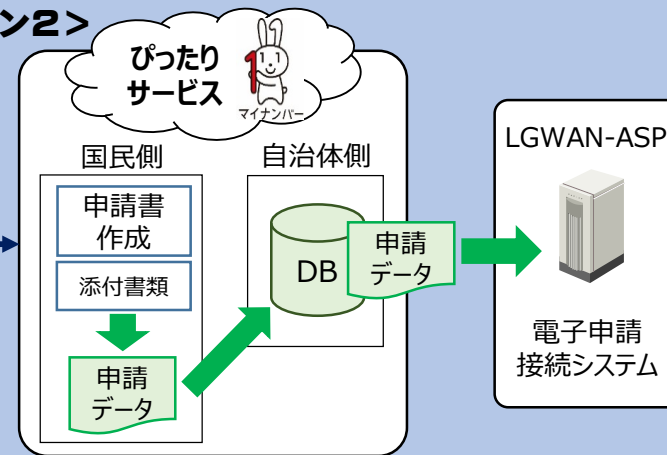 ン2>
ぴったり
サービス
1
マイナンバー
国民側
自治体側
申請書
作成
添付書類
申請
データ
DB
申請
データ
LGWAN-ASP
電子申請
接続システム